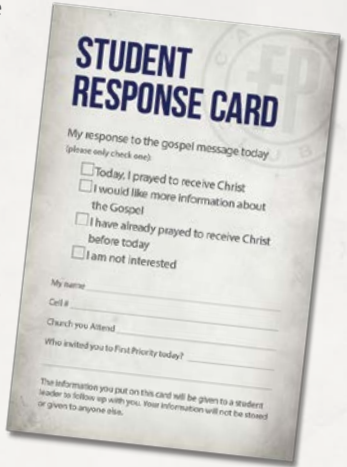 STUDENT
RESPONSE CARD
My response to the gospel message today
(please only check one):
Today, I prayed to receive Christ
I would like more information about
the Gospel
I have already prayed to receive Christ
before today
I am not interested
My name
Cell #
Church you Attend
Who invited you to First Priority today?
The information you put on this card will be given to a student
leader to follow up with you. Your information will not be stored
or given to anyone else.